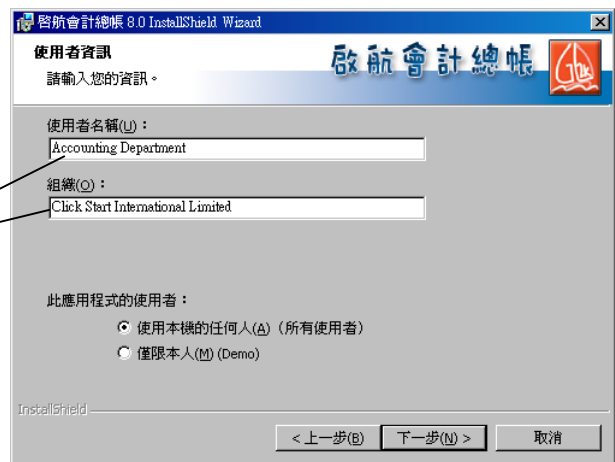 啓航會計總帳 8.0 InstallShield Wizard
使用者資訊
請輸入您的資訊。
啟航會計總帳
使用者名稱(U)：
Accounting Department
組織(O)：
Click Start International Limited
此應用程式的使用者：
使用本機的任何人(A)（所有使用者）
僅限本人(M) (Demo)
InstallShield
< 上一步(B) 下一步(N) > 取消